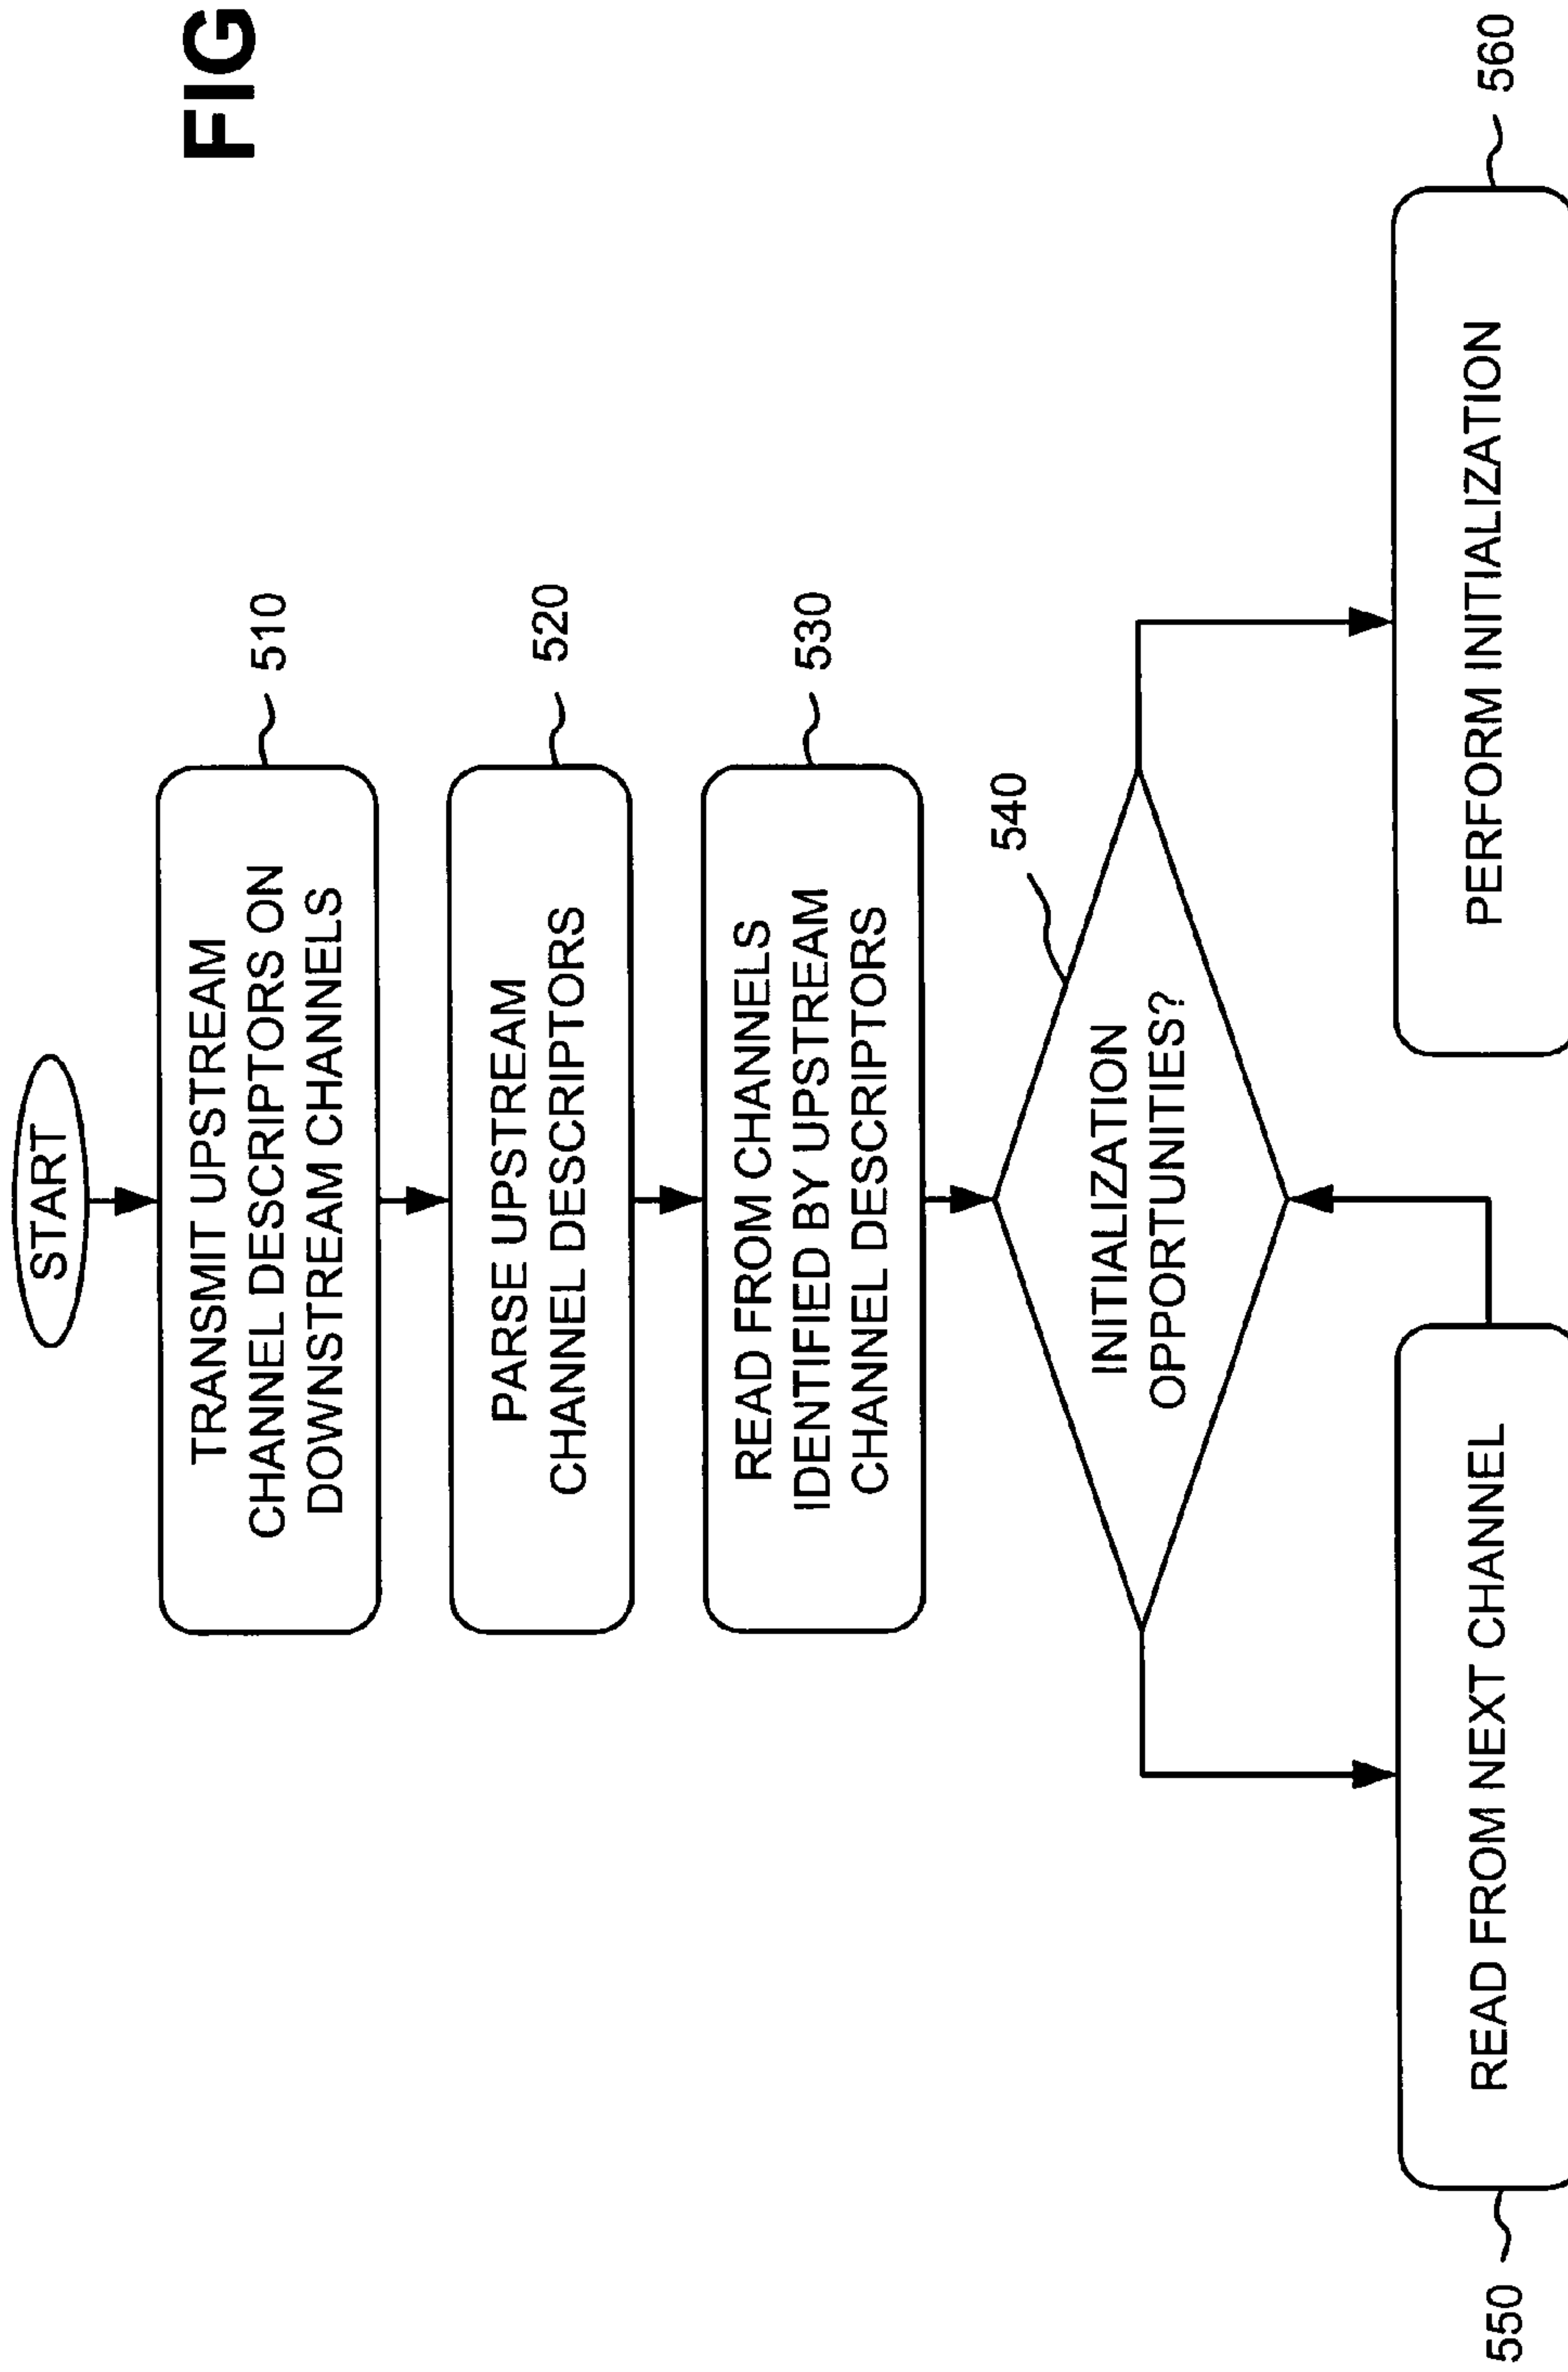 FIG
START
TRANSMIT UPSTREAM
CHANNEL DESCRIPTORS ON
DOWNSTREAM CHANNELS
510
PARSE UPSTREAM
CHANNEL DESCRIPTORS
520
READ FROM CHANNELS
IDENTIFIED BY UPSTREAM
CHANNEL DESCRIPTORS
530
540
INITIALIZATION
OPPORTUNITIES?
550
READ FROM NEXT CHANNEL
PERFORM INITIALIZATION
560